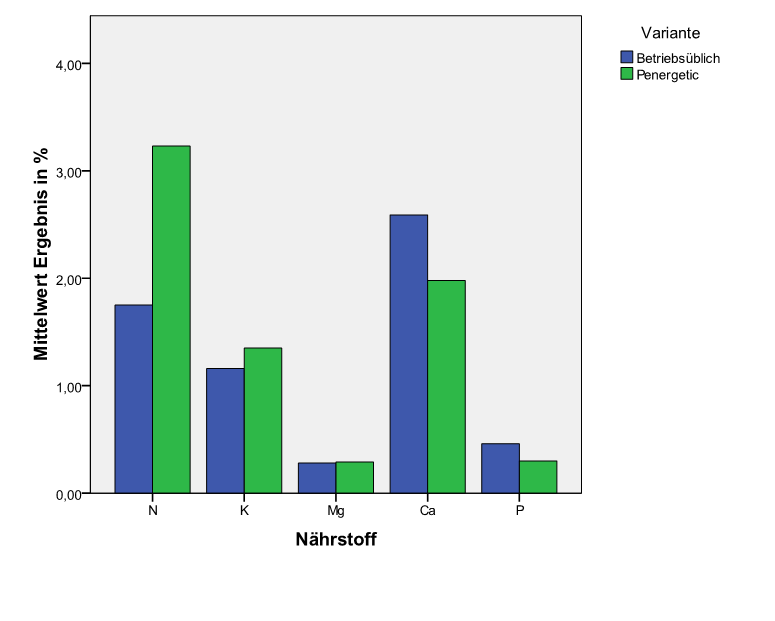 Variante
Betriebsüblich
Penergetic
Mittelwert Ergebnis in %
4,00
3,00
2,00
1,00
0,00
N K Mg Ca P
Nährstoff